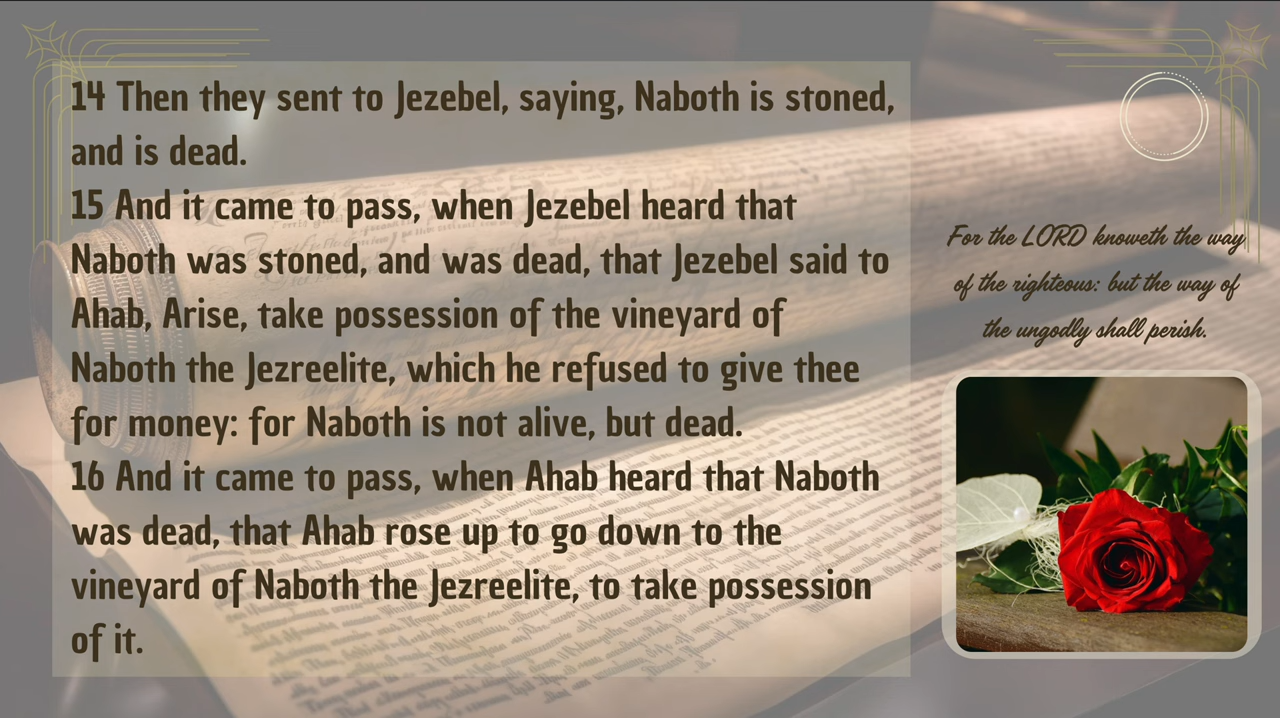 14 Then they sent to Jezebel, saying, Naboth is stoned,
and is dead.
15 And it came to pass, when Jezebel heard that
Naboth was stoned, and was dead, that Jezebel said to
Ahab, Arise, take possession of the vineyard of
Naboth the Jezreelite, which he refused to give thee
for money: for Naboth is not alive, but dead.
16 And it came to pass, when Ahab heard that Naboth
was dead, that Ahab rose up to go down to the
vineyard of Naboth the Jezreelite, to take possession
of it.
For the LORD knoweth the way
of the righteous: but the way of
the ungodly shall perish.